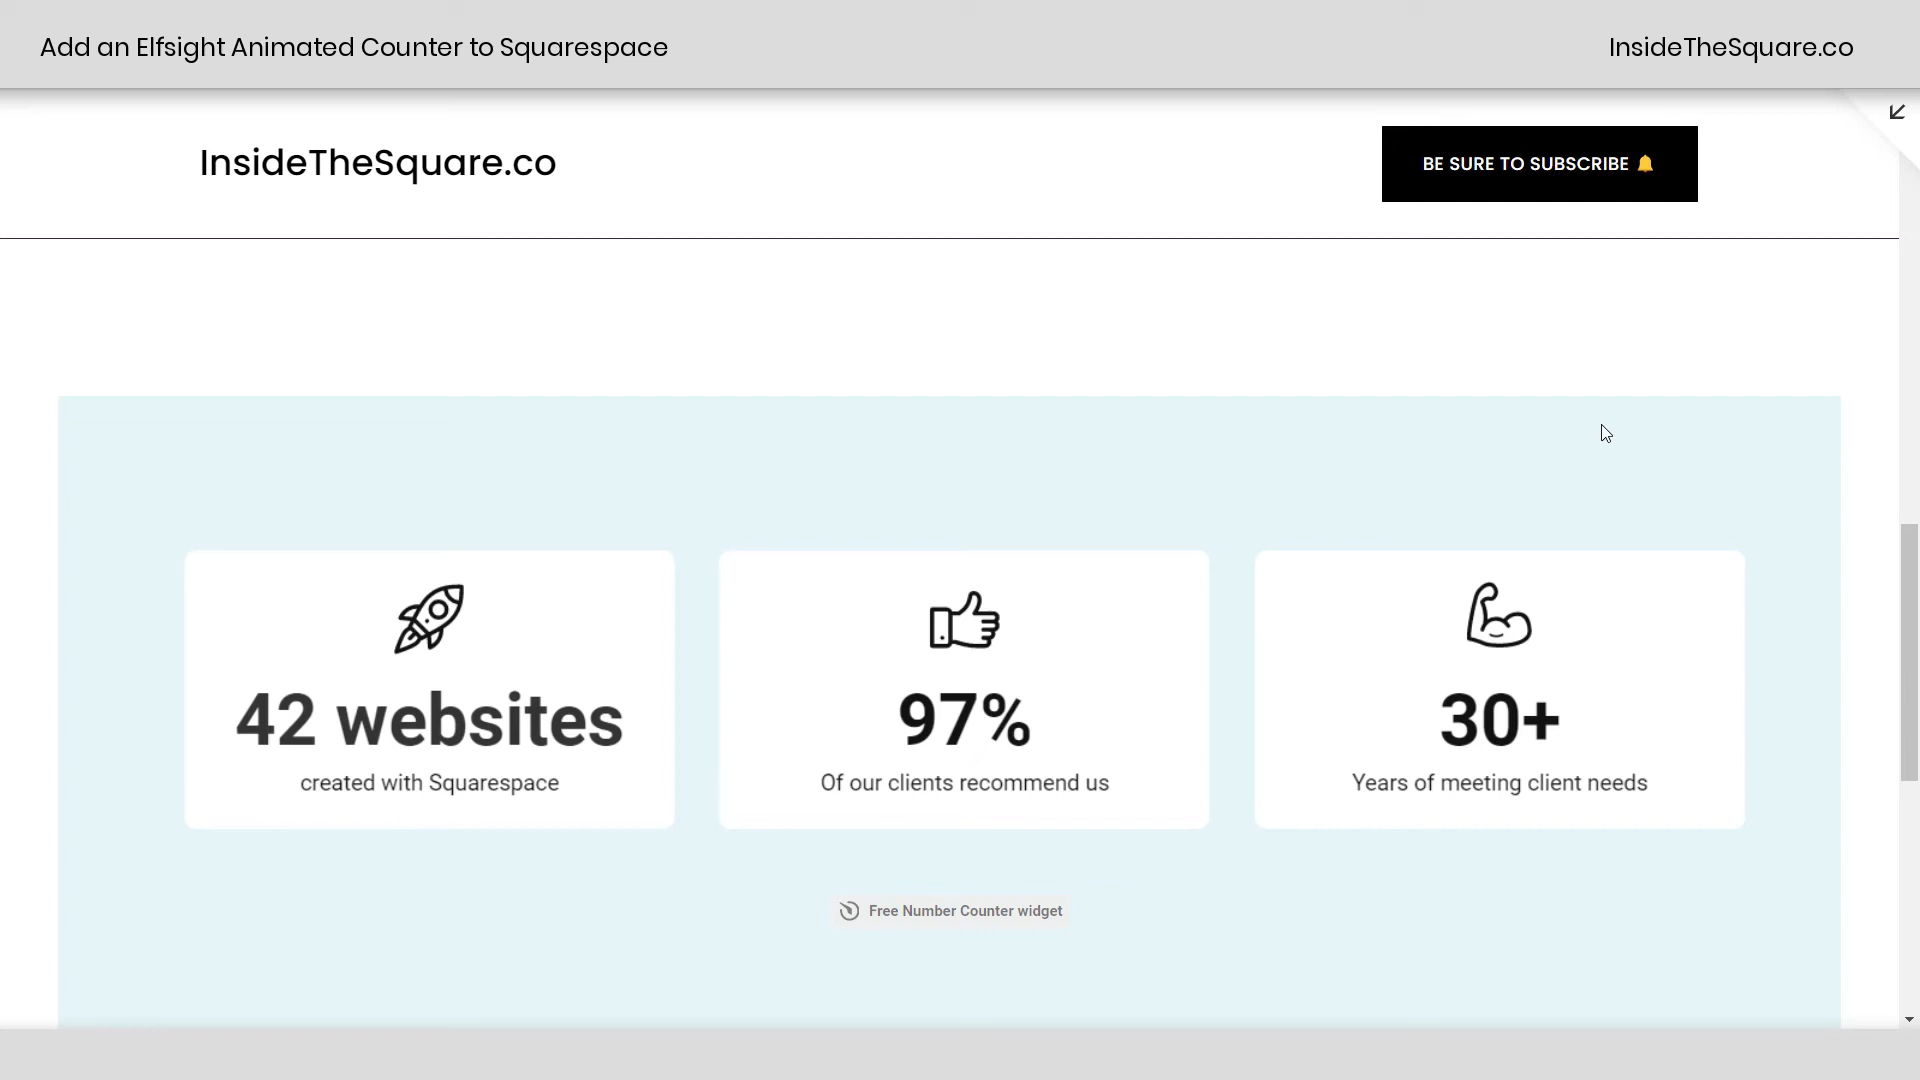 Add an Elfsight Animated Counter to Squarespace
InsideTheSquare.co
InsideTheSquare.co
BE SURE TO SUBSCRIBE 🔔
42 websites
created with Squarespace
97%
Of our clients recommend us
30+
Years of meeting client needs
Free Number Counter widget